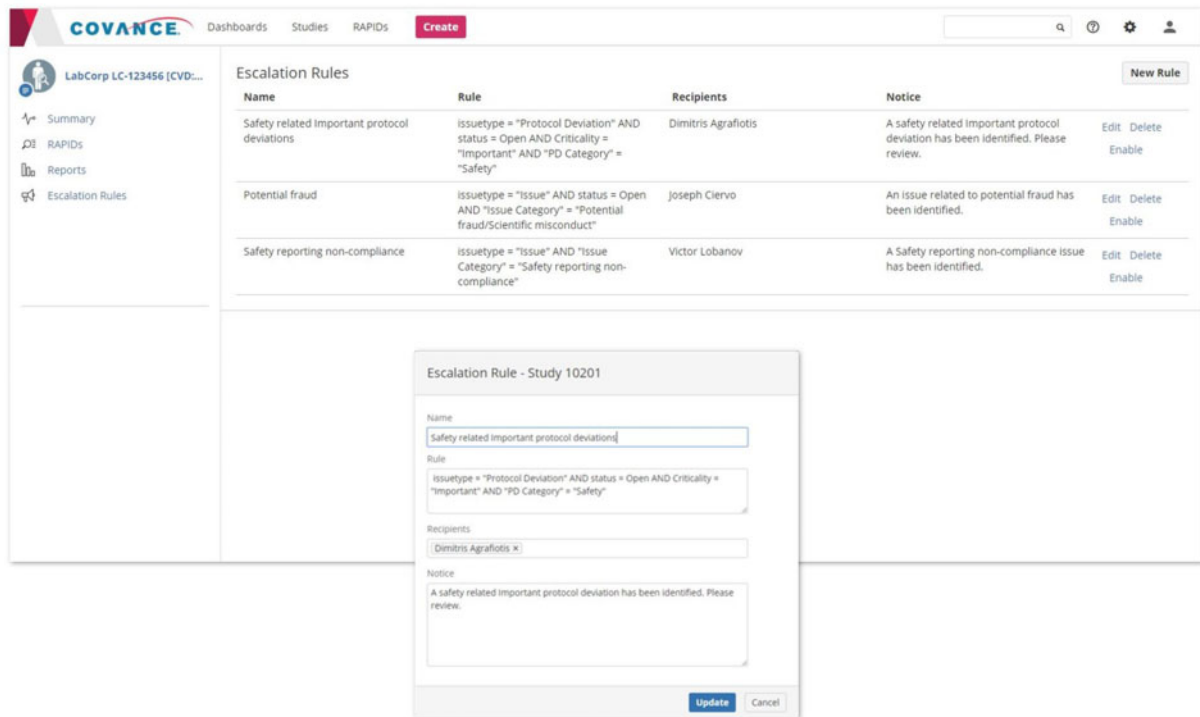 COVANCE. Dashboards Studies RAPIDs Create
LabCorp LC-123456 [CVD:...
Summary
RAPIDs
Reports
Escalation Rules
Escalation Rules New Rule
Name Rule Recipients Notice
Safety related Important protocol issuetype = "Protocol Deviation" AND Dimitris Agrafiotis A safety related Important protocol Edit Delete
deviations status = Open AND Criticality = deviation has been identified. Please Enable
"Important" AND "PD Category" = review.
"Safety"
Potential fraud issuetype = "Issue" AND status = Open Joseph Ciervo An issue related to potential fraud has Edit Delete
AND "Issue Category" = "Potential been identified. Enable
fraud/Scientific misconduct"
Safety reporting non-compliance issuetype = "Issue" AND "Issue Victor Lobanov A Safety reporting non-compliance issue Edit Delete
Category" = "Safety reporting non- has been identified. Enable
compliance"
Escalation Rule - Study 10201
Name
Safety related Important protocol deviations
Rule
issuetype = "Protocol Deviation" AND status = Open AND Criticality =
"Important" AND "PD Category" = "Safety"
Recipients
Dimitris Agrafiotis ×
Notice
A safety related Important protocol deviation has been identified. Please
review.
Update Cancel